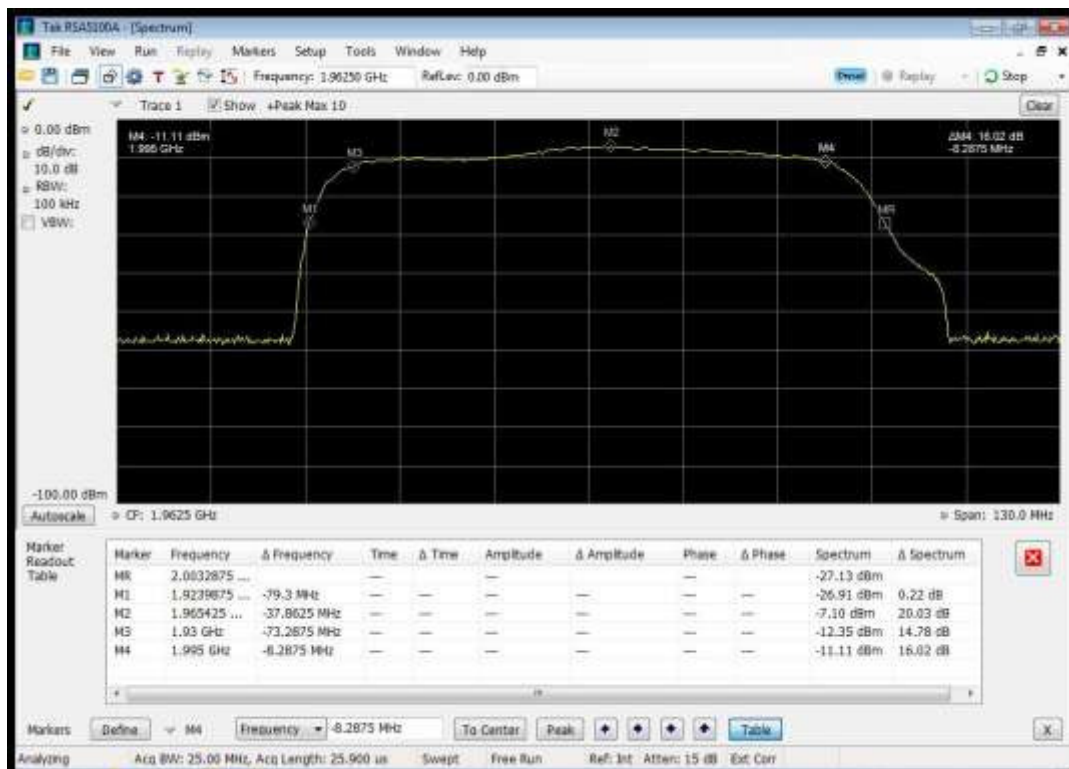 Tek RSA5100A - [Spectrum]
File View Run Replay Markers Setup Tools Window Help
Frequency: 1.96250 GHz RefLev: 0.00 dBm Preset Replay Stop
Trace 1 Show +Peak Max 10 Clear
0.00 dBm
dB/div:
10.0 dB
RBW:
100 kHz
VBW:
M4: -11.11 dBm
1.995 GHz
ΔM4: 16.02 dB
-8.2875 MHz
M2
M3
M4
M1
MR
-100.00 dBm
Autoscale CF: 1.9625 GHz Span: 130.0 MHz
Marker Readout Table
Marker Frequency Δ Frequency Time Δ Time Amplitude Δ Amplitude Phase Δ Phase Spectrum Δ Spectrum
MR 2.0032875 ... --- --- --- -27.13 dBm
M1 1.9239875 ... -79.3 MHz --- --- --- --- --- --- -26.91 dBm 0.22 dB
M2 1.965425 ... -37.8625 MHz --- --- --- --- --- --- -7.10 dBm 20.03 dB
M3 1.93 GHz -73.2875 MHz --- --- --- --- --- --- -12.35 dBm 14.78 dB
M4 1.995 GHz -8.2875 MHz --- --- --- --- --- --- -11.11 dBm 16.02 dB
Markers Define M4 Frequency -8.2875 MHz To Center Peak Table X
Analyzing Acq BW: 25.00 MHz, Acq Length: 25.900 us Swept Free Run Ref: Int Atten: 15 dB Ext Corr